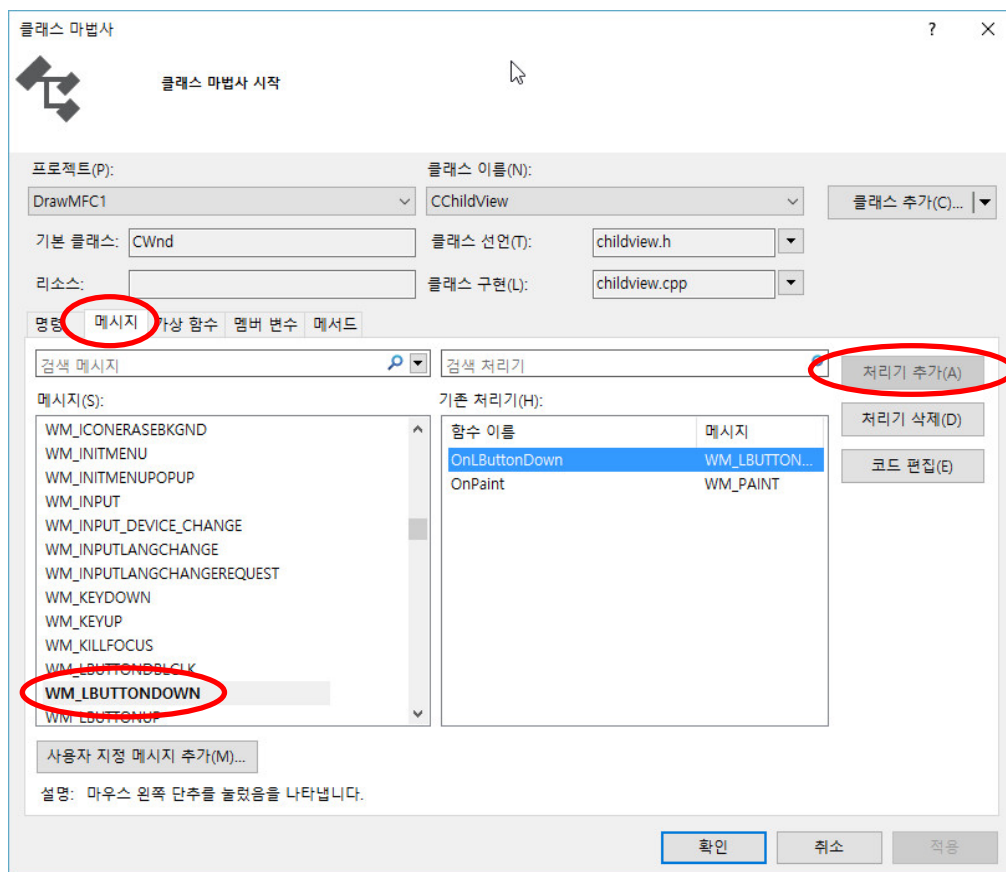 클래스 마법사 ?
클래스 마법사 시작
프로젝트(P): 클래스 이름(N):
DrawMFC1 CChildView 클래스 추가(C)...
기본 클래스: CWnd 클래스 선언(T): childview.h
리소스: 클래스 구현(L): childview.cpp
명령 메시지 가상 함수 멤버 변수 메서드
검색 메시지 검색 처리기 처리기 추가(A)
메시지(S): 기존 처리기(H): 처리기 삭제(D)
WM_ICONERASEBKGND 함수 이름 메시지
WM_INITMENU OnLButtonDown WM_LBUTTON... 코드 편집(E)
WM_INITMENUPOPUP OnPaint WM_PAINT
WM_INPUT
WM_INPUT_DEVICE_CHANGE
WM_INPUTLANGCHANGE
WM_INPUTLANGCHANGEREQUEST
WM_KEYDOWN
WM_KEYUP
WM_KILLFOCUS
WM_LBUTTONDBLCLK
WM_LBUTTONDOWN
WM_LBUTTONUP
사용자 지정 메시지 추가(M)...
설명: 마우스 왼쪽 단추를 눌렀음을 나타냅니다.
확인 취소 적용